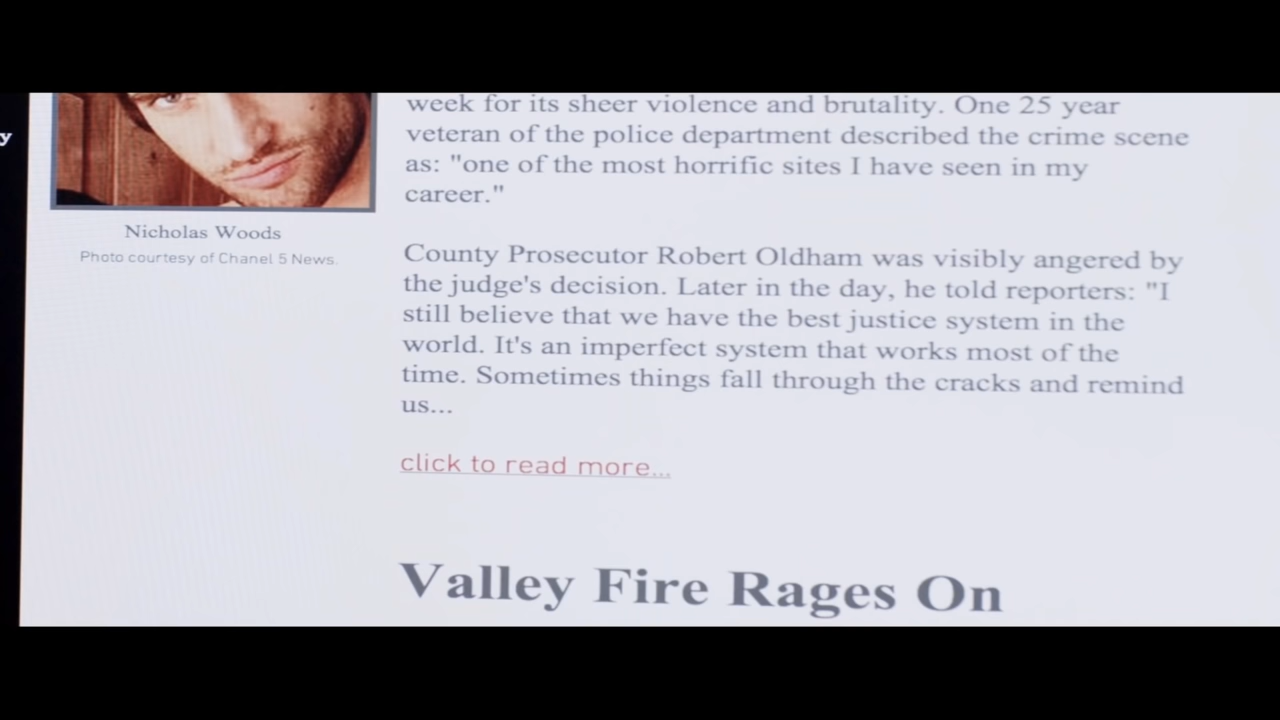 y
week for its sheer violence and brutality. One 25 year
veteran of the police department described the crime scene
as: "one of the most horrific sites I have seen in my
career."
Nicholas Woods
Photo courtesy of Chanel 5 News.
County Prosecutor Robert Oldham was visibly angered by
the judge's decision. Later in the day, he told reporters: "I
still believe that we have the best justice system in the
world. It's an imperfect system that works most of the
time. Sometimes things fall through the cracks and remind
us...
click to read more...
Valley Fire Rages On